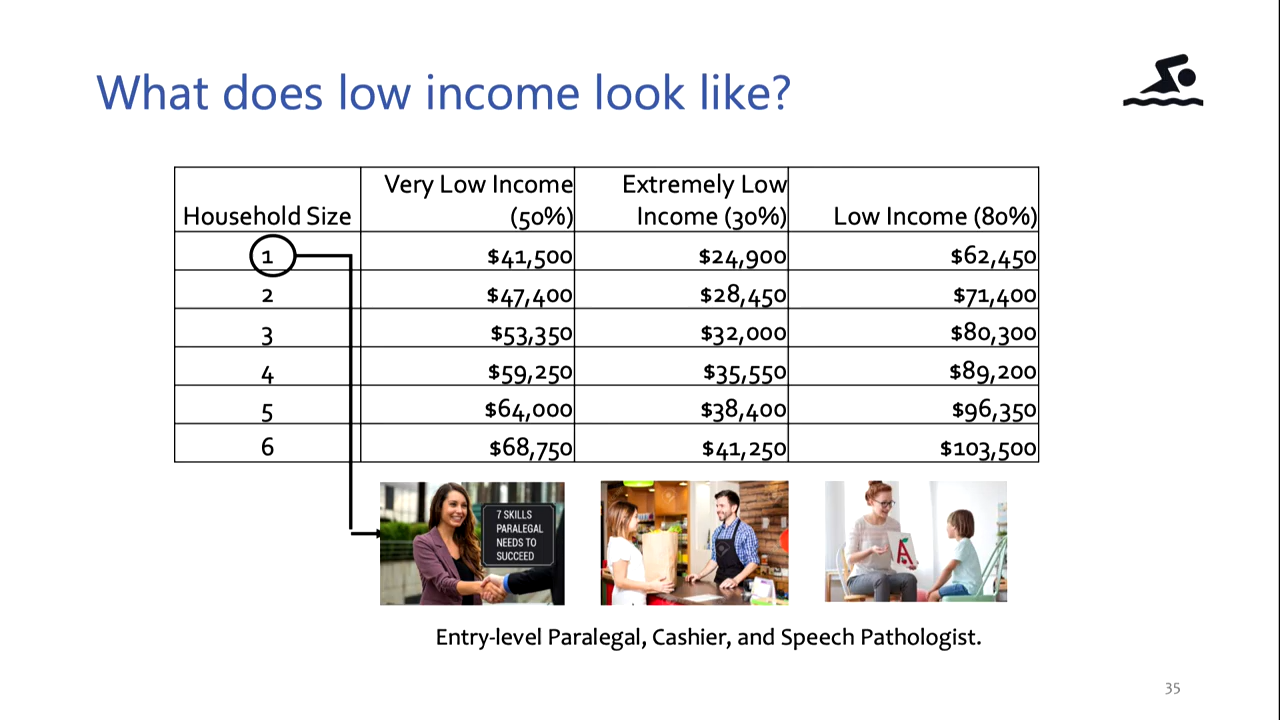 What does low income look like?
Household Size Very Low Income (50%) Extremely Low Income (30%) Low Income (80%)
1 $41,500 $24,900 $62,450
2 $47,400 $28,450 $71,400
3 $53,350 $32,000 $80,300
4 $59,250 $35,550 $89,200
5 $64,000 $38,400 $96,350
6 $68,750 $41,250 $103,500
7 SKILLS
PARALEGAL
NEEDS TO
SUCCEED
A
Entry-level Paralegal, Cashier, and Speech Pathologist.
35